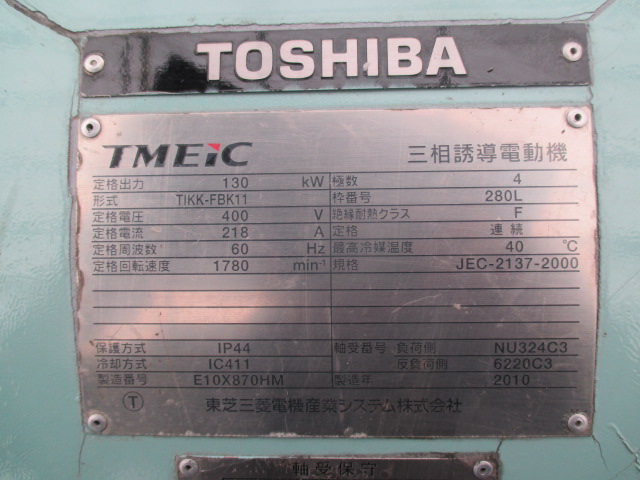 TOSHIBA
TMEiC 三相誘導電動機
定格出力 130 kW 極数 4
形式 TIKK-FBK11 枠番号 280L
定格電圧 400 V 絶縁耐熱クラス F
定格電流 218 A 定格 連続
定格周波数 60 Hz 最高冷媒温度 40 ℃
定格回転速度 1780 min⁻¹ 規格 JEC-2137-2000
保護方式 IP44 軸受番号 負荷側 NU324C3
冷却方式 IC411 反負荷側 6220C3
製造番号 E10X870HM 製造年 2010
Ⓣ 東芝三菱電機産業システム株式会社
軸受保守